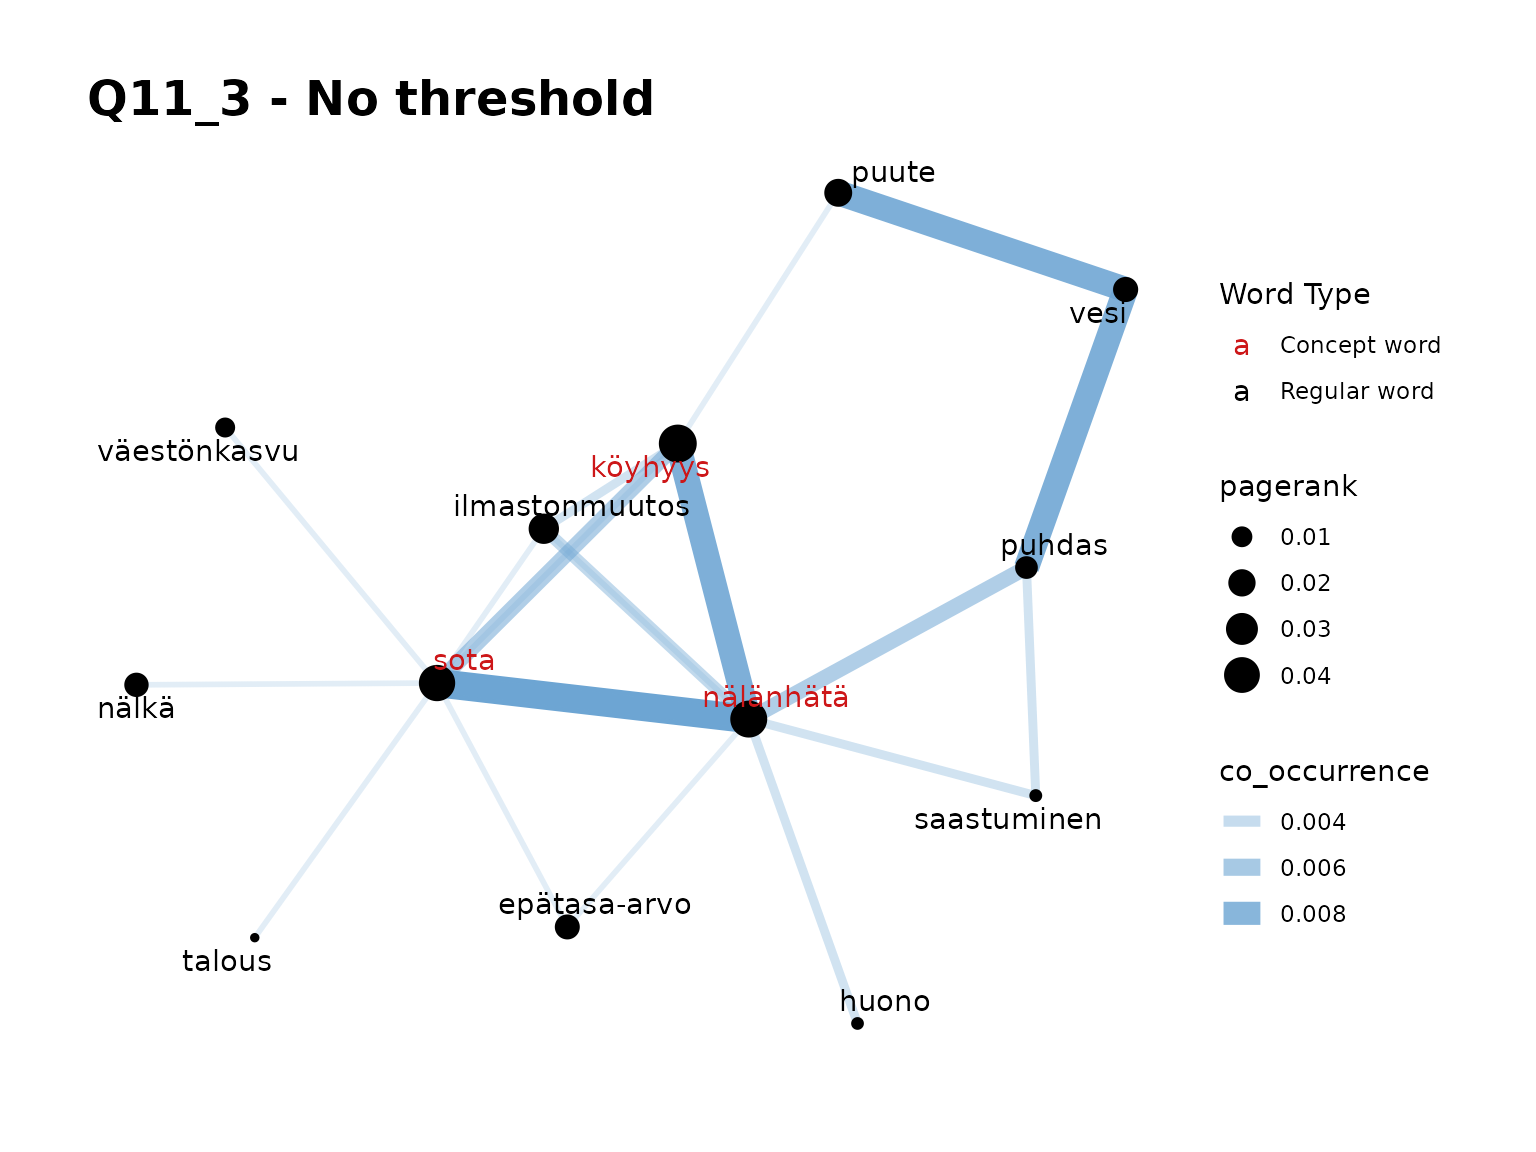 Q11_3 - No threshold
puute
vesi
väestönkasvu
köyhyys
ilmastonmuutos
puhdas
sota
nälänhätä
nälkä
saastuminen
epätasa-arvo
talous
huono
Word Type
a Concept word
a Regular word
pagerank
0.01
0.02
0.03
0.04
co_occurrence
0.004
0.006
0.008